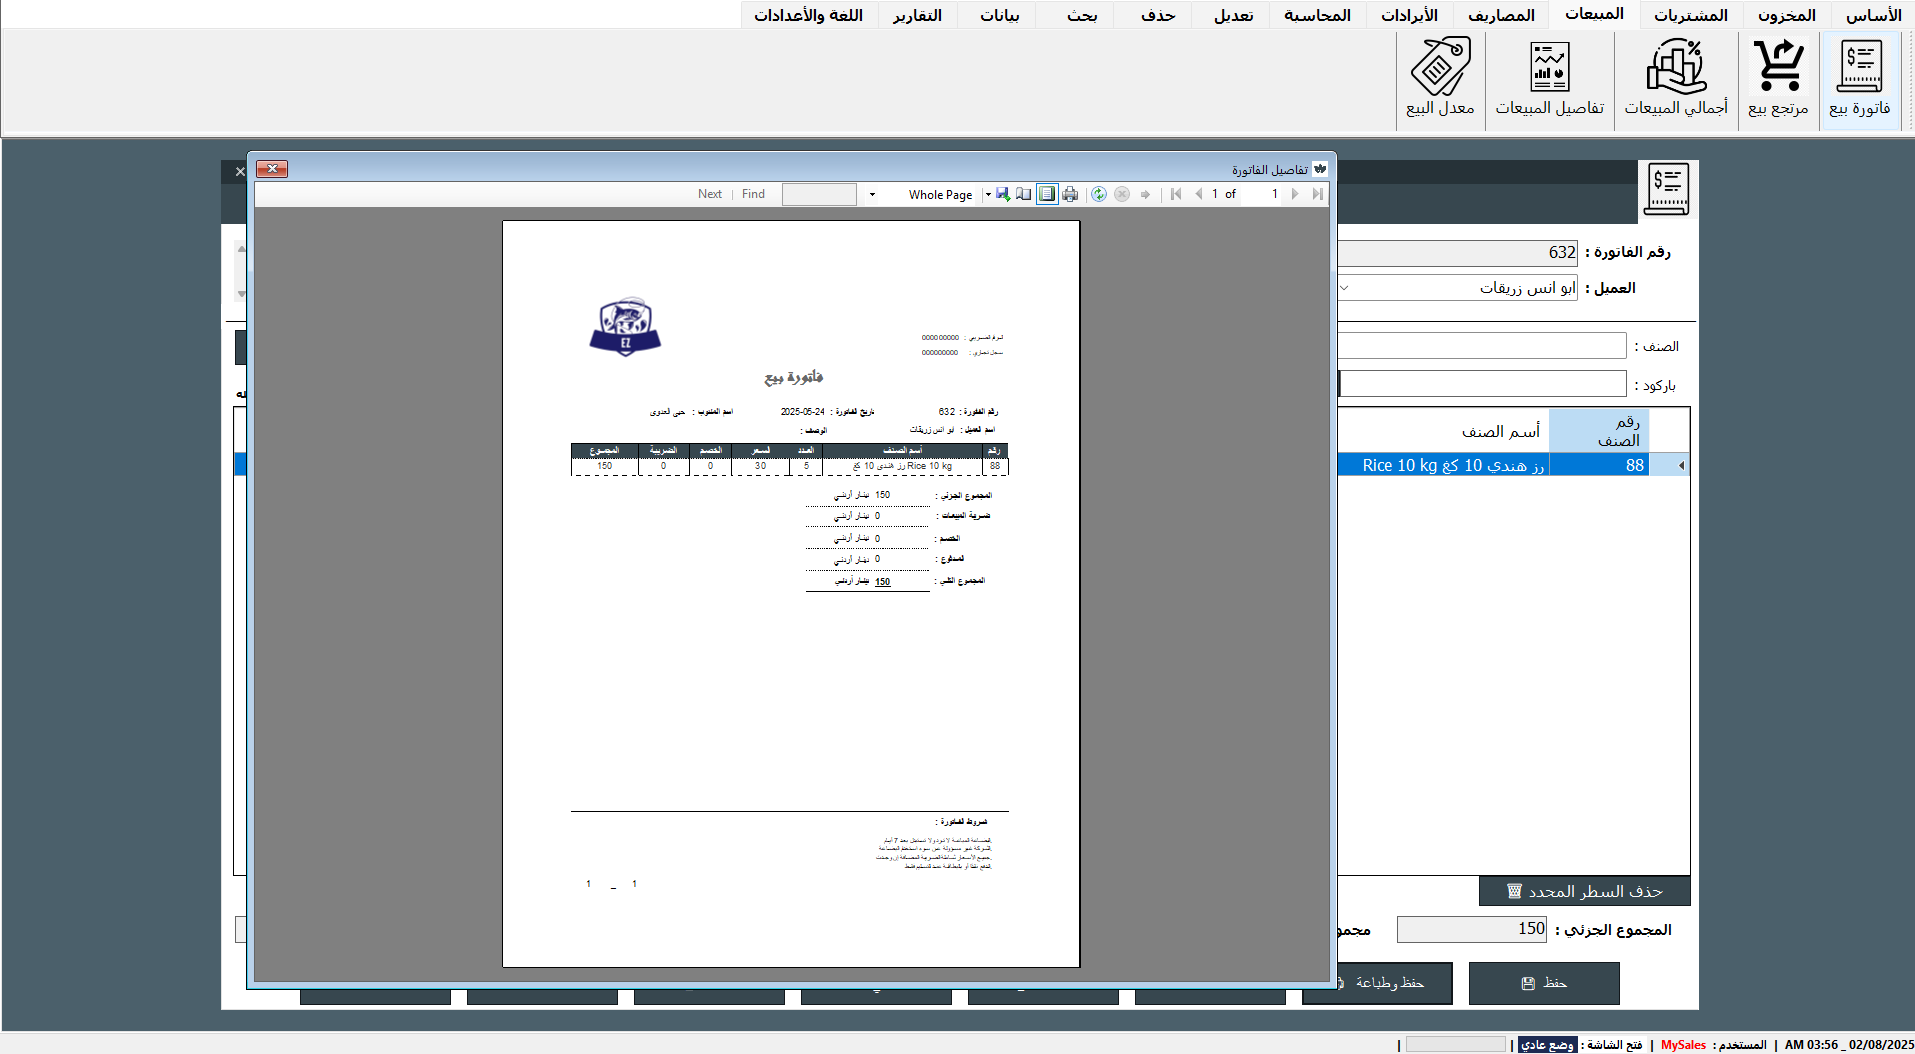 الأساس المخزون المشتريات المبيعات المصاريف الأيرادات المحاسبة تعديل حذف بحث بيانات التقارير اللغة والأعدادات
فاتورة بيع مرتجع بيع أجمالي المبيعات تفاصيل المبيعات معدل البيع
تفاصيل الفاتورة
Next | Find Whole Page 1 of 1
رقم الفاتورة : 632
العميل : ابو انس زريقات
الصنف :
باركود :
رقم الصنف أسم الصنف
88 رز هندي 10 كغ Rice 10 kg
EZ
الرقم الضريبي : 000000000
سجل تجاري : 000000000
فاتورة بيع
رقم الفاتورة : 632 تاريخ الفاتورة : 2025-05-24 اسم المندوب :
اسم العميل : ابو انس زريقات الوصف :
رقم أسم الصنف العدد السعر الخصم الضريبة المجموع
88 رز هندي 10 كغ Rice 10 kg 5 30 0 0 150
المجموع الجزئي : 150 دينار أردني
ضريبة المبيعات : 0 دينار أردني
الخصم : 0 دينار أردني
المدفوع : 0 دينار أردني
المجموع الكلي : 150 دينار أردني
شروط الفاتورة :
1 _ 1
حذف السطر المحدد
المجموع الجزئي : 150
حفظ حفظ وطباعة
02/08/2025 _ 03:56 AM | المستخدم : MySales | فتح الشاشة : وضع عادي | |